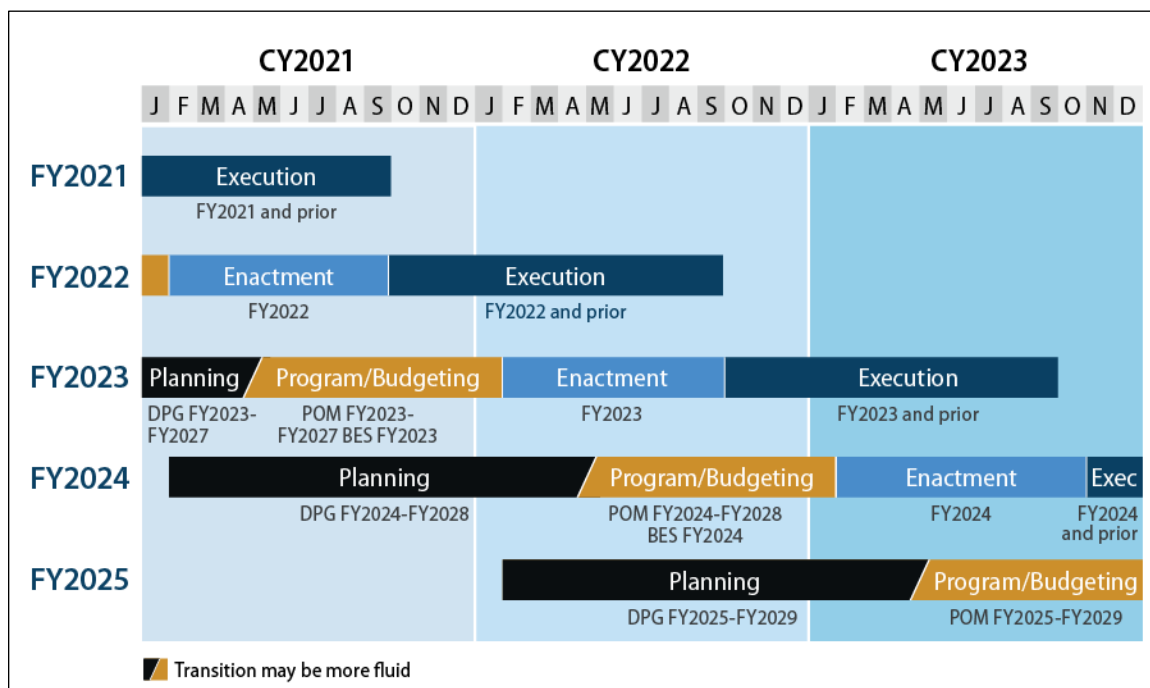 CY2021 CY2022 CY2023
J F M A M J J A S O N D J F M A M J J A S O N D J F M A M J J A S O N D
FY2021 Execution
FY2021 and prior
FY2022 Enactment Execution
FY2022 FY2022 and prior
FY2023 Planning Program/Budgeting Enactment Execution
DPG FY2023- POM FY2023- FY2023 FY2023 and prior
FY2027 FY2027 BES FY2023
FY2024 Planning Program/Budgeting Enactment Exec
DPG FY2024-FY2028 POM FY2024-FY2028 FY2024 FY2024
BES FY2024 and prior
FY2025 Planning Program/Budgeting
DPG FY2025-FY2029 POM FY2025-FY2029
Transition may be more fluid